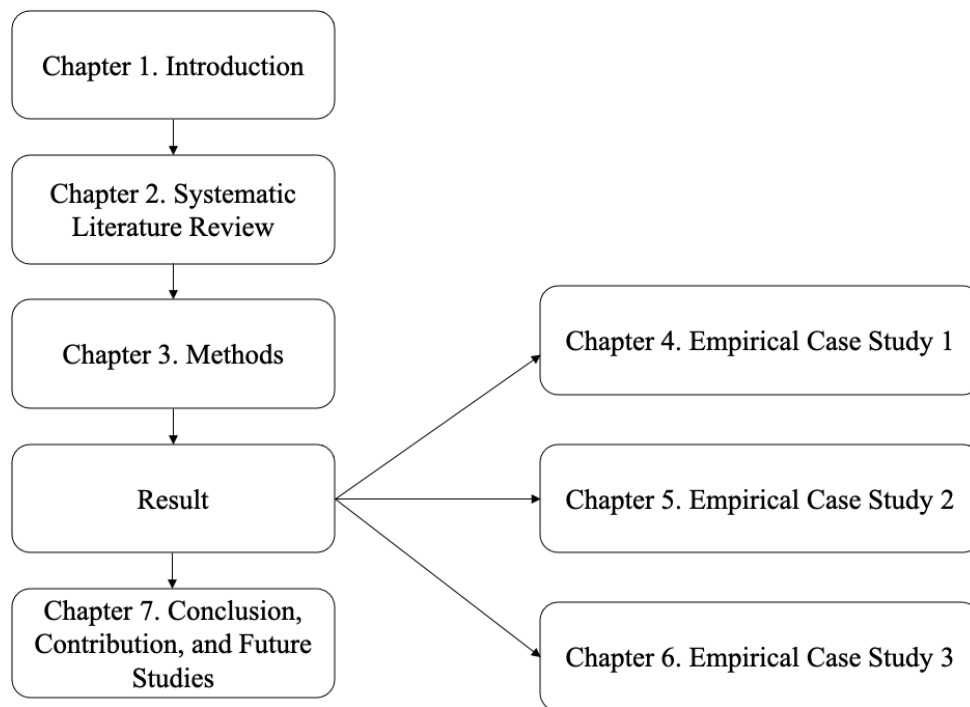 Chapter 1. Introduction
Chapter 2. Systematic
Literature Review
Chapter 3. Methods
Result
Chapter 7. Conclusion,
Contribution, and Future
Studies
Chapter 4. Empirical Case Study 1
Chapter 5. Empirical Case Study 2
Chapter 6. Empirical Case Study 3